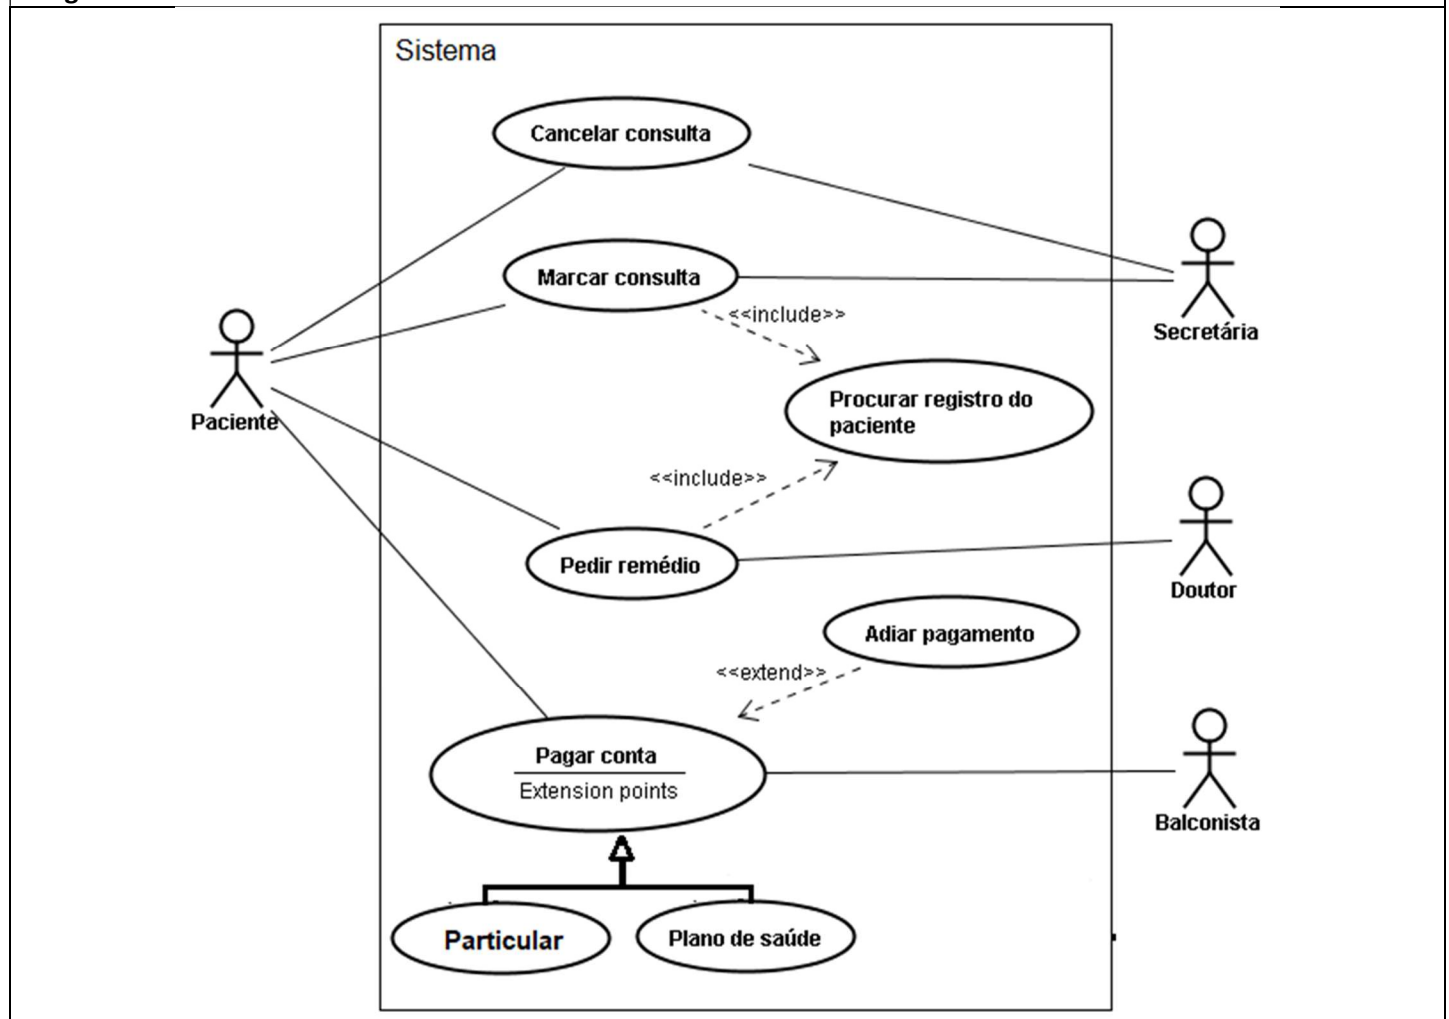 Sistema
Cancelar consulta
Marcar consulta
<<include>>
Secretária
Paciente
Procurar registro do
paciente
<<include>>
Pedir remédio
Doutor
Adiar pagamento
<<extend>>
Pagar conta
Extension points
Balconista
Particular
Plano de saúde